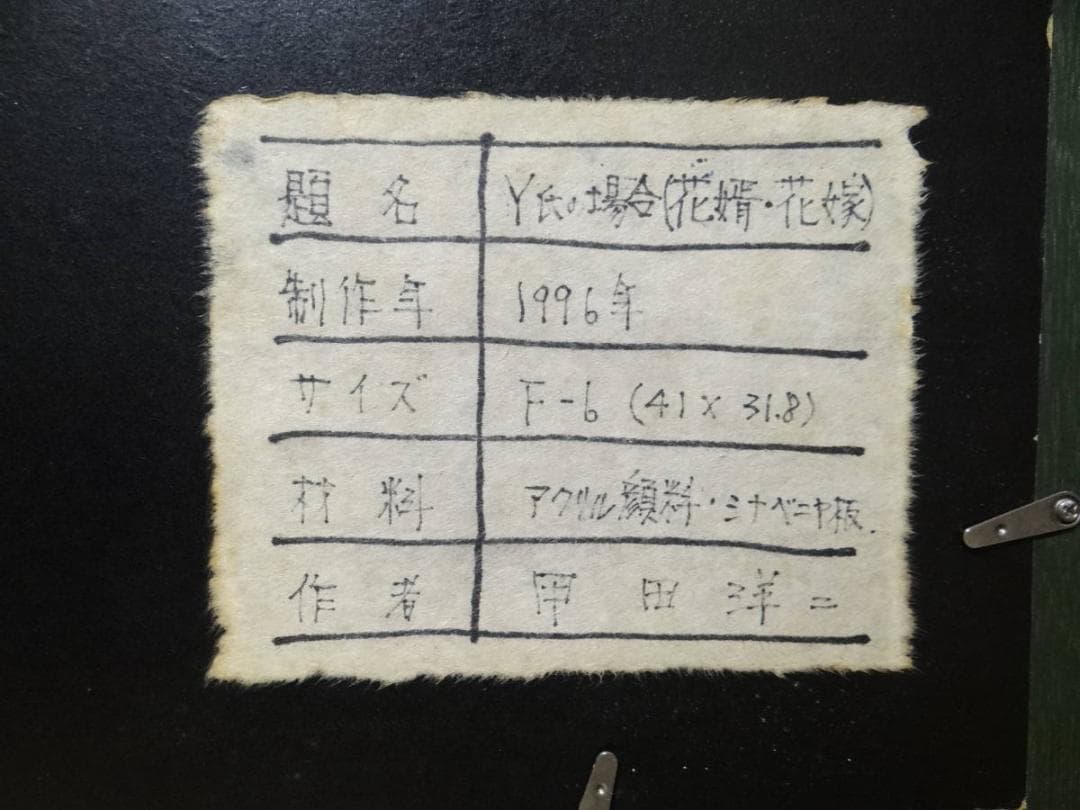 題名 Y氏の場合(花婿・花嫁)
制作年 1996年
サイズ F-6 (41×31.8)
材料 アクリル顔料・シナベニヤ板.
作者 甲田洋二